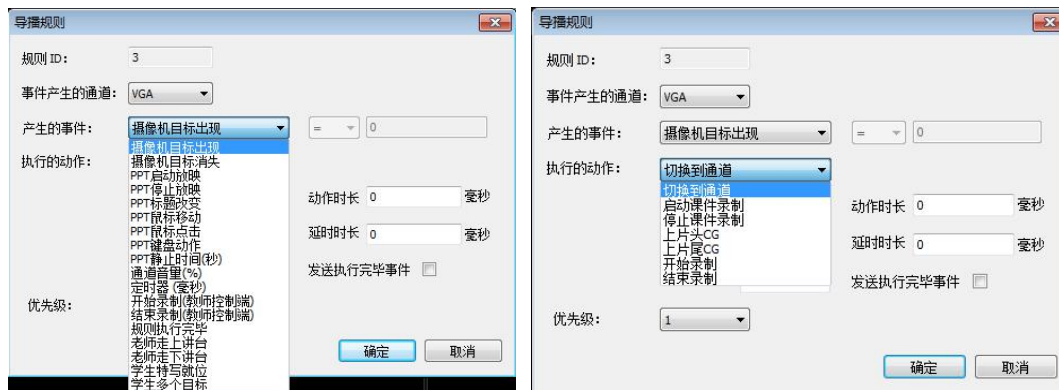 导播规则
规则 ID：
3
事件产生的通道：
VGA
产生的事件：
摄像机目标出现
=
0
摄像机目标出现
摄像机目标消失
PPT启动放映
PPT停止放映
PPT标题改变
PPT鼠标移动
PPT鼠标点击
PPT键盘动作
PPT静止时间(秒)
通道音量(%)
定时器(毫秒)
开始录制(教师控制端)
结束录制(教师控制端)
规则执行完毕
老师走上讲台
老师走下讲台
学生特写就位
学生多个目标
执行的动作：
动作时长 0 毫秒
延时时长 0 毫秒
发送执行完毕事件
优先级：
确定
取消
导播规则
规则 ID：
3
事件产生的通道：
VGA
产生的事件：
摄像机目标出现
=
0
执行的动作：
切换到通道
切换到通道
启动课件录制
停止课件录制
上片头CG
上片尾CG
开始录制
结束录制
动作时长 0 毫秒
延时时长 0 毫秒
发送执行完毕事件
优先级：
1
确定
取消